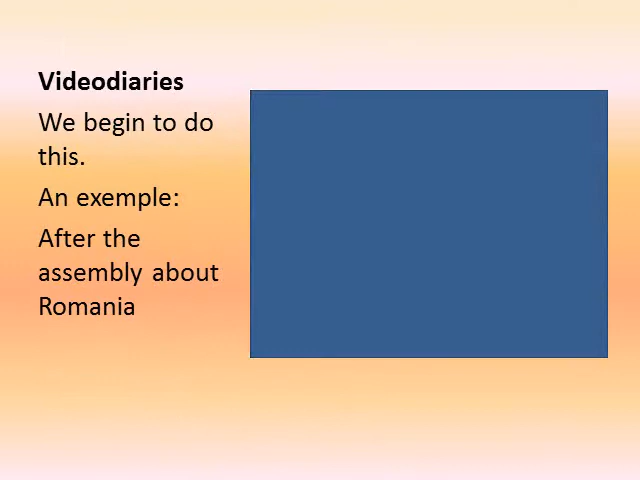 Videodiaries
We begin to do
this.
An exemple:
After the
assembly about
Romania